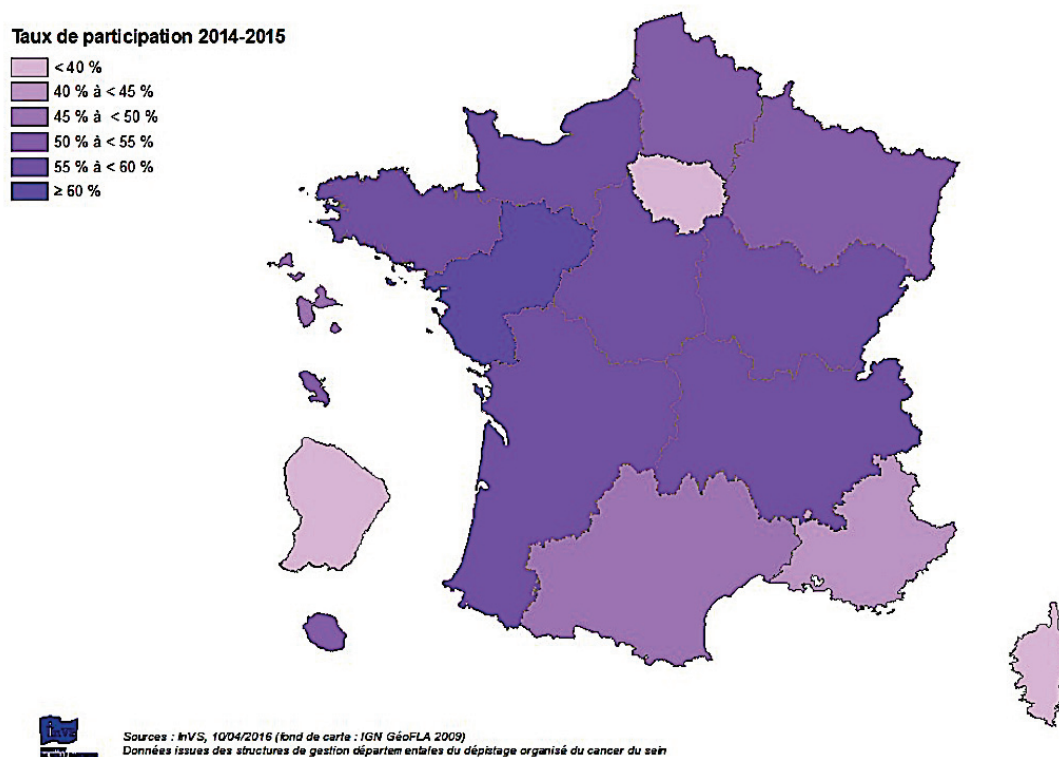 Taux de participation 2014-2015
< 40 %
40 % à < 45 %
45 % à < 50 %
50 % à < 55 %
55 % à < 60 %
≥ 60 %
InVS
Sources : InVS, 10/04/2016 (fond de carte : IGN GéoFLA 2009)
Données issues des structures de gestion départementales du dépistage organisé du cancer du sein